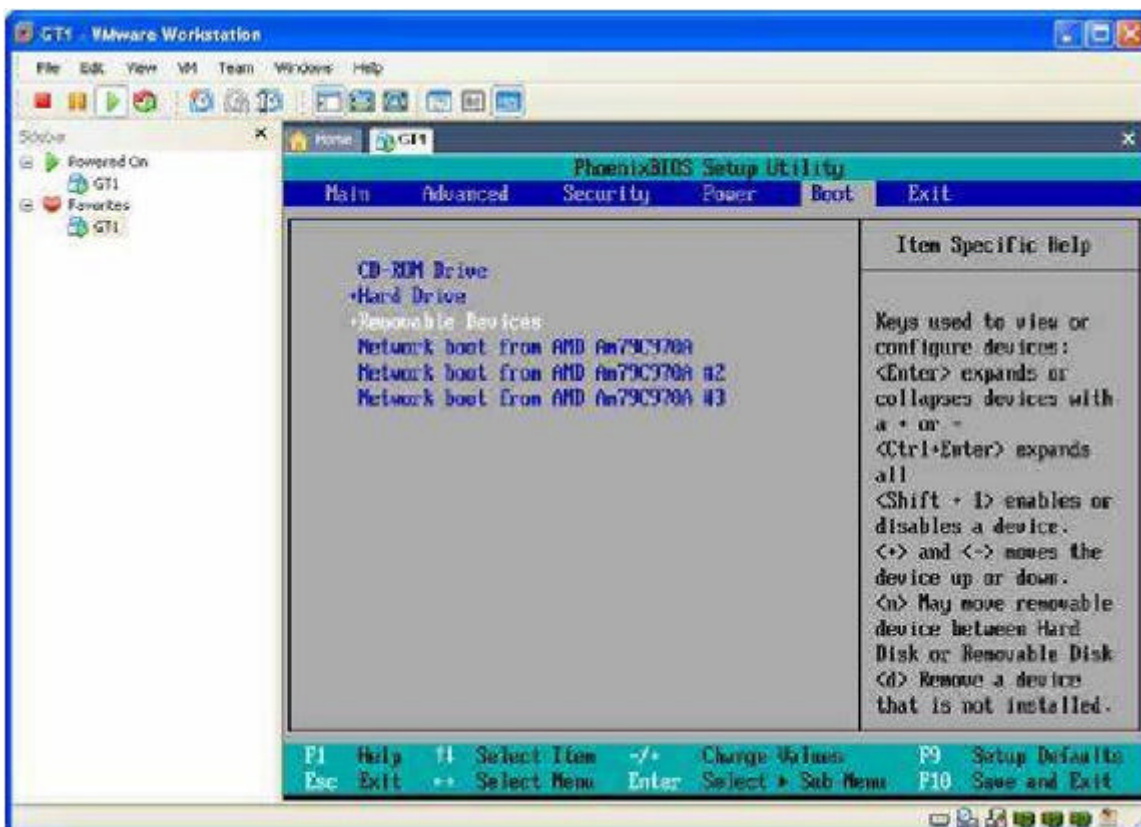 GT1 - VMware Workstation
File Edit View VM Team Windows Help
Sidebar
Powered On
GT1
Favorites
GT1
Home GT1
PhoenixBIOS Setup Utility
Main Advanced Security Power Boot Exit
CD-ROM Drive
+Hard Drive
+Removable Devices
Network boot from AMD Am79C970A
Network boot from AMD Am79C970A #2
Network boot from AMD Am79C970A #3
Item Specific Help
Keys used to view or
configure devices:
<Enter> expands or
collapses devices with
a + or -
<Ctrl+Enter> expands
all
<Shift + 1> enables or
disables a device.
<+> and <-> moves the
device up or down.
<n> May move removable
device between Hard
Disk or Removable Disk
<d> Remove a device
that is not installed.
F1 Help ↑↓ Select Item -/+ Change Values F9 Setup Defaults
Esc Exit ↔ Select Menu Enter Select ▶ Sub Menu F10 Save and Exit